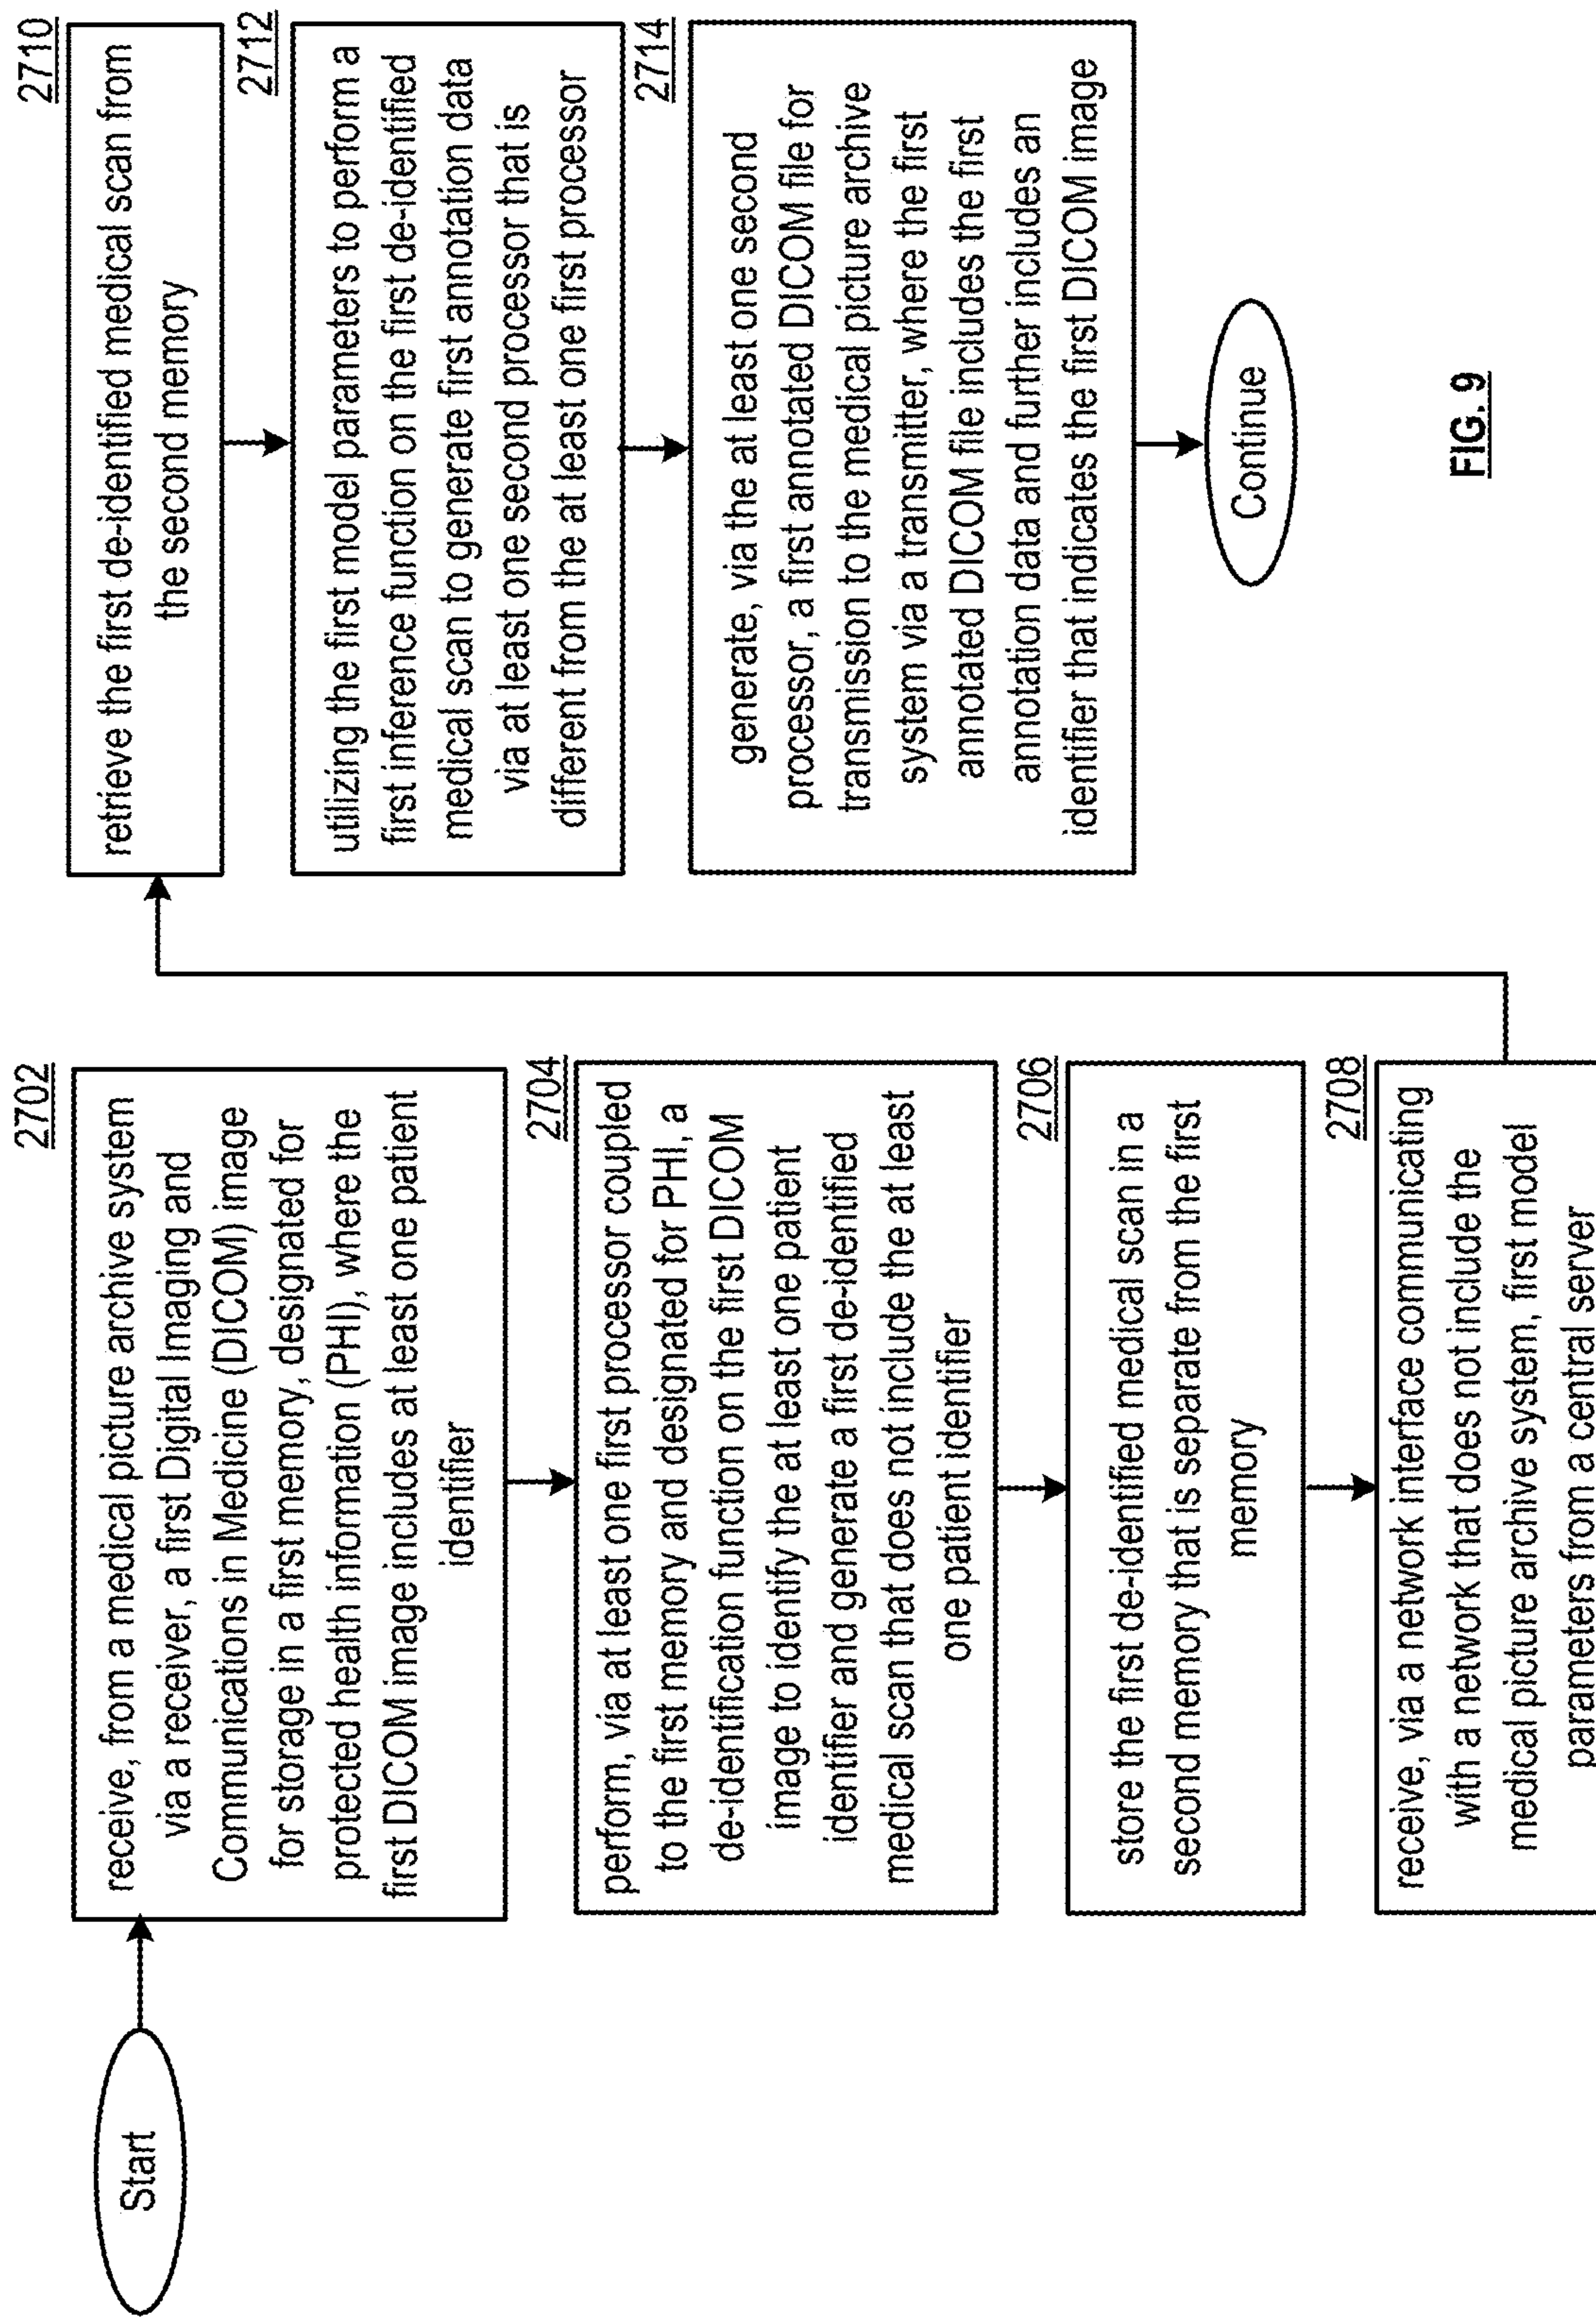 Start
2702
receive, from a medical picture archive system
via a receiver, a first Digital Imaging and
Communications in Medicine (DICOM) image
for storage in a first memory, designated for
protected health information (PHI), where the
first DICOM image includes at least one patient
identifier
2704
perform, via at least one first processor coupled
to the first memory and designated for PHI, a
de-identification function on the first DICOM
image to identify the at least one patient
identifier and generate a first de-identified
medical scan that does not include the at least
one patient identifier
2706
store the first de-identified medical scan in a
second memory that is separate from the first
memory
2708
receive, via a network interface communicating
with a network that does not include the
medical picture archive system, first model
parameters from a central server
2710
retrieve the first de-identified medical scan from
the second memory
2712
utilizing the first model parameters to perform a
first inference function on the first de-identified
medical scan to generate first annotation data
via at least one second processor that is
different from the at least one first processor
2714
generate, via the at least one second
processor, a first annotated DICOM file for
transmission to the medical picture archive
system via a transmitter, where the first
annotated DICOM file includes the first
annotation data and further includes an
identifier that indicates the first DICOM image
Continue
FIG. 9